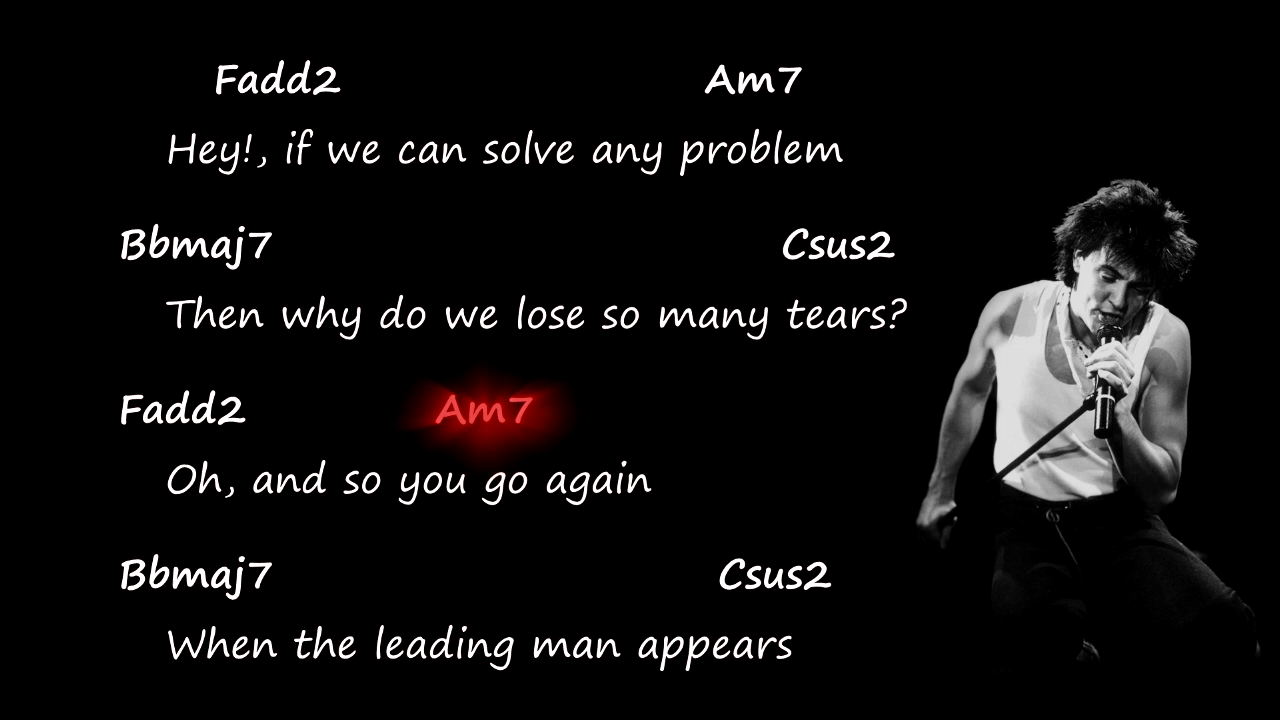 Fadd2 Am7
Hey!, if we can solve any problem
Bbmaj7 Csus2
Then why do we lose so many tears?
Fadd2 Am7
Oh, and so you go again
Bbmaj7 Csus2
When the leading man appears